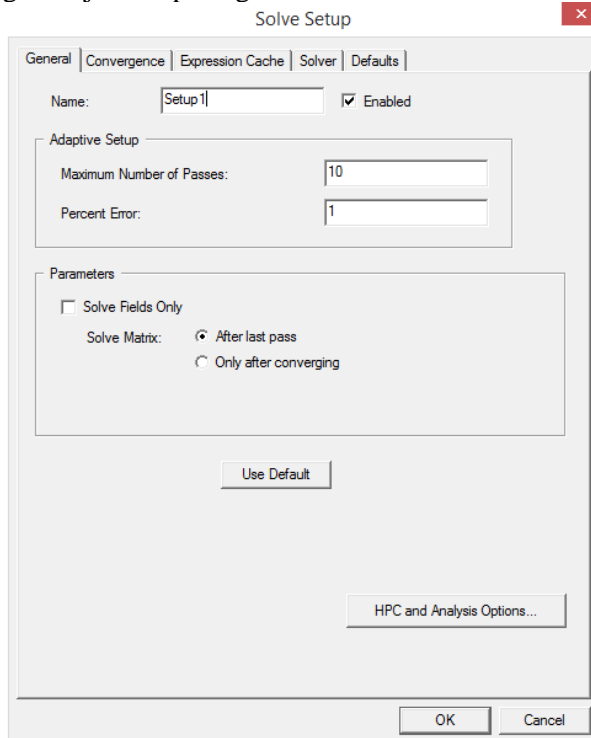 Solve Setup
General Convergence Expression Cache Solver Defaults
Name: Setup1 Enabled
Adaptive Setup
Maximum Number of Passes: 10
Percent Error: 1
Parameters
Solve Fields Only
Solve Matrix: After last pass
Only after converging
Use Default
HPC and Analysis Options...
OK Cancel